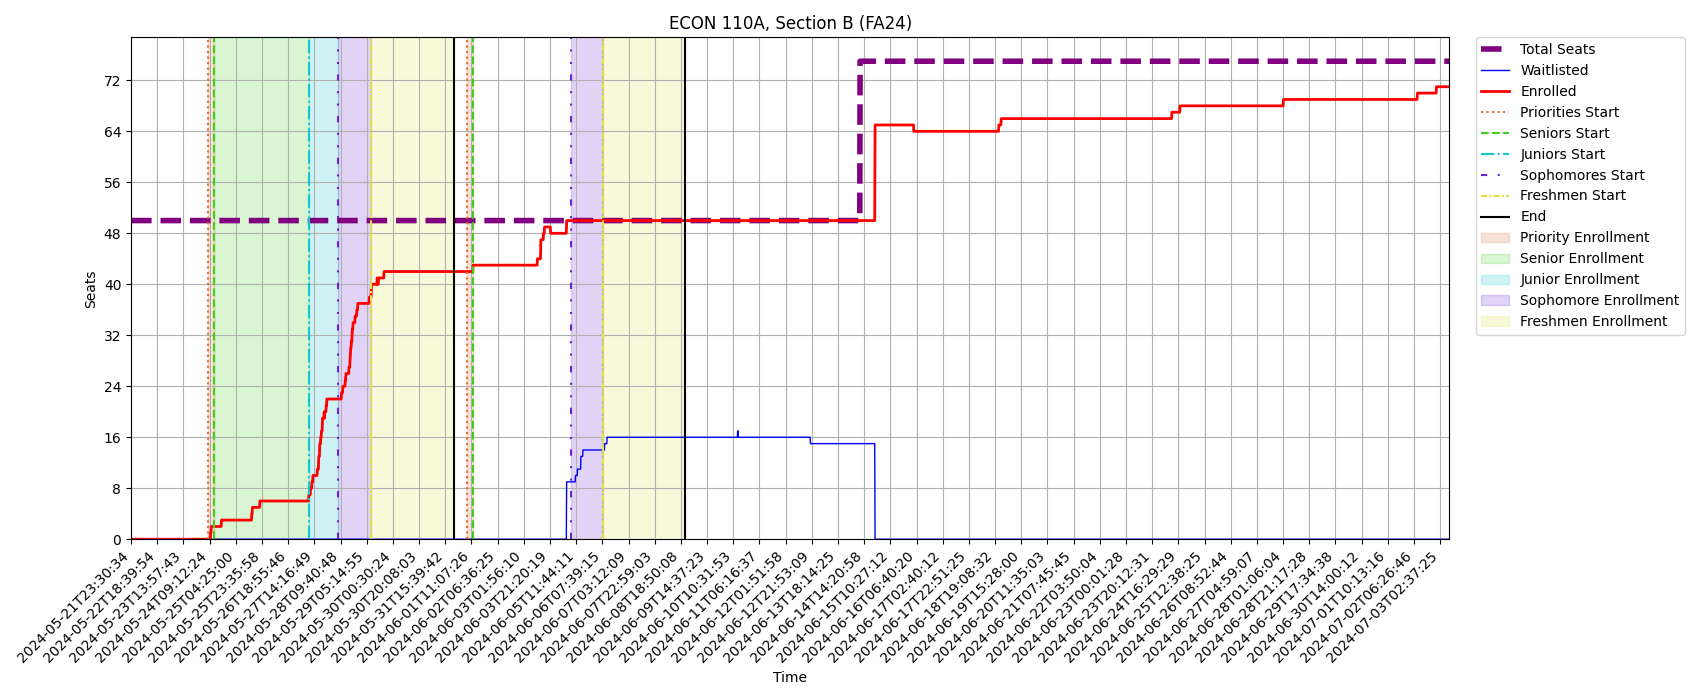 ECON 110A, Section B (FA24)
Total Seats
Waitlisted
Enrolled
Priorities Start
Seniors Start
Juniors Start
Sophomores Start
Freshmen Start
End
Priority Enrollment
Senior Enrollment
Junior Enrollment
Sophomore Enrollment
Freshmen Enrollment
Seats
72
64
56
48
40
32
24
16
8
0
2024-05-21T23:30:34
2024-05-22T18:39:54
2024-05-23T13:57:43
2024-05-24T09:12:24
2024-05-25T04:25:00
2024-05-25T23:35:58
2024-05-26T18:55:46
2024-05-27T14:16:49
2024-05-28T09:40:48
2024-05-29T05:14:55
2024-05-30T00:30:24
2024-05-30T20:08:03
2024-05-31T15:39:42
2024-06-01T11:07:26
2024-06-02T06:36:25
2024-06-03T01:56:10
2024-06-03T21:20:19
2024-06-05T11:44:11
2024-06-06T07:39:15
2024-06-07T03:12:09
2024-06-07T22:59:03
2024-06-08T18:50:08
2024-06-09T14:37:23
2024-06-10T10:31:53
2024-06-11T06:16:37
2024-06-12T01:51:58
2024-06-12T21:53:09
2024-06-13T18:14:25
2024-06-14T14:20:58
2024-06-15T10:27:12
2024-06-16T06:40:20
2024-06-17T02:40:12
2024-06-17T22:51:25
2024-06-18T19:08:32
2024-06-19T15:28:00
2024-06-20T11:35:03
2024-06-21T07:45:45
2024-06-22T03:50:04
2024-06-23T00:01:28
2024-06-23T20:12:31
2024-06-24T16:29:29
2024-06-25T12:38:25
2024-06-26T08:52:44
2024-06-27T04:59:07
2024-06-28T01:06:04
2024-06-28T21:17:28
2024-06-29T17:34:38
2024-06-30T14:00:12
2024-07-01T10:13:16
2024-07-02T06:26:46
2024-07-03T02:37:25
Time